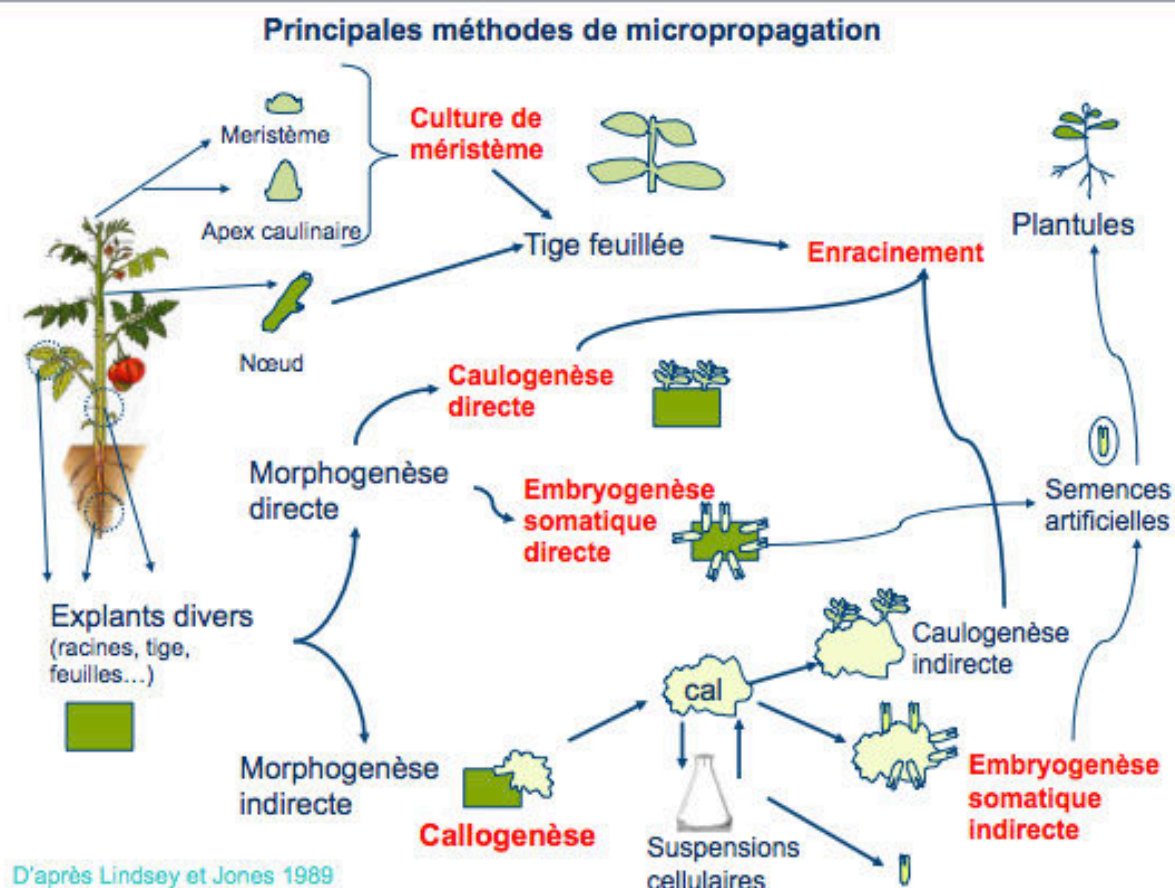 Principales méthodes de micropropagation
Meristème
Apex caulinaire
Nœud
Culture de
méristème
Tige feuillée
Enracinement
Plantules
Caulogenèse
directe
Morphogenèse
directe
Embryogenèse
somatique
directe
Semences
artificielles
Explants divers
(racines, tige,
feuilles...)
Morphogenèse
indirecte
Callogenèse
cal
Suspensions
cellulaires
Caulogenèse
indirecte
Embryogenèse
somatique
indirecte
D'après Lindsey et Jones 1989